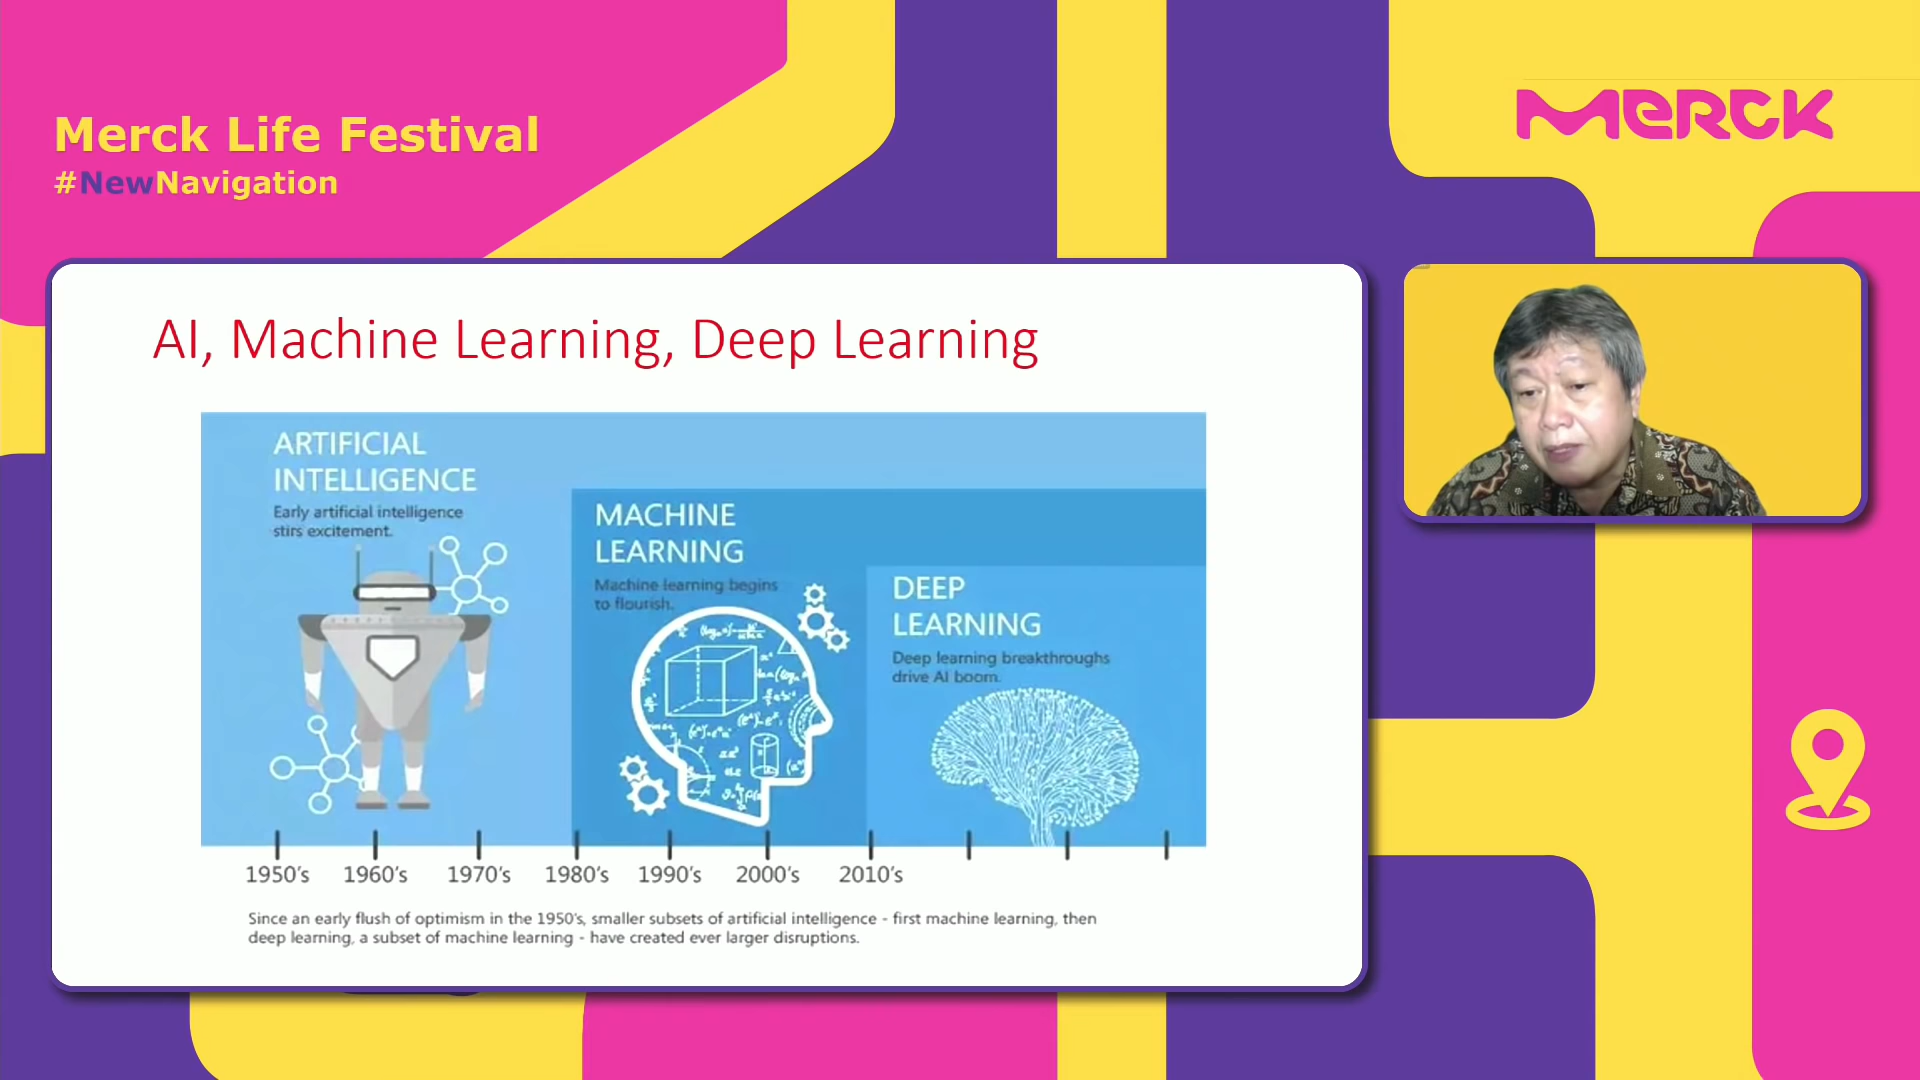 Merck Life Festival
#NewNavigation
MERCK
AI, Machine Learning, Deep Learning
ARTIFICIAL
INTELLIGENCE
Early artificial intelligence
stirs excitement.
MACHINE
LEARNING
Machine learning begins
to flourish.
DEEP
LEARNING
Deep learning breakthroughs
drive AI boom.
1950's 1960's 1970's 1980's 1990's 2000's 2010's
Since an early flush of optimism in the 1950's, smaller subsets of artificial intelligence - first machine learning, then
deep learning, a subset of machine learning - have created ever larger disruptions.